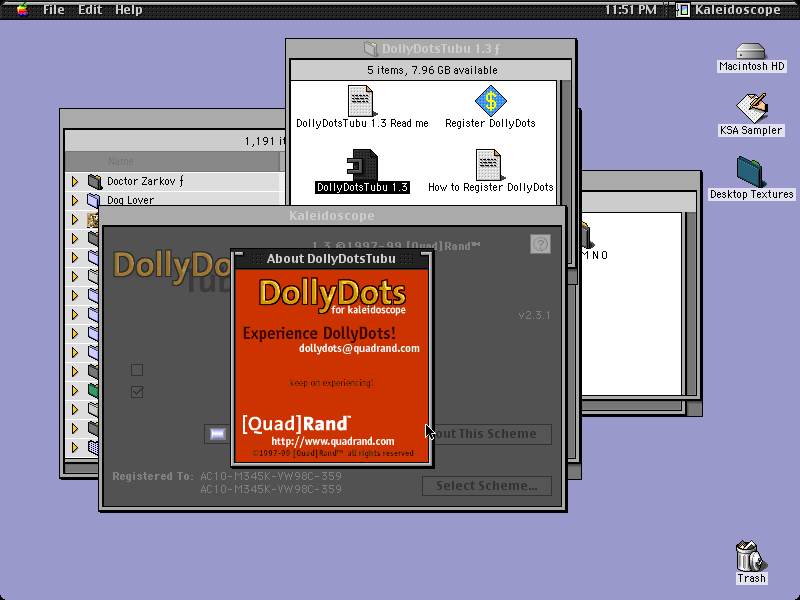 File Edit Help
11:51 PM Kaleidoscope
DollyDotsTubu 1.3 ƒ
5 items, 7.96 GB available
DollyDotsTubu 1.3 Read me
Register DollyDots
DollyDotsTubu 1.3
How to Register DollyDots
Macintosh HD
KSA Sampler
Desktop Textures
Trash
1,191 it
Name
Doctor Zarkov ƒ
Dog Lover
M N O
Kaleidoscope
1.3 ©1997-99 [Quad]Rand™
DollyDo
Tub
v2.3.1
out This Scheme
Registered To: AC10-M345K-VW98C-359
AC10-M345K-VW98C-359
Select Scheme...
About DollyDotsTubu
DollyDots
for kaleidoscope
Experience DollyDots!
dollydots@quadrand.com
keep on experiencing!
[Quad]Rand™
http://www.quadrand.com
©1997-99 [Quad]Rand™ all rights reserved